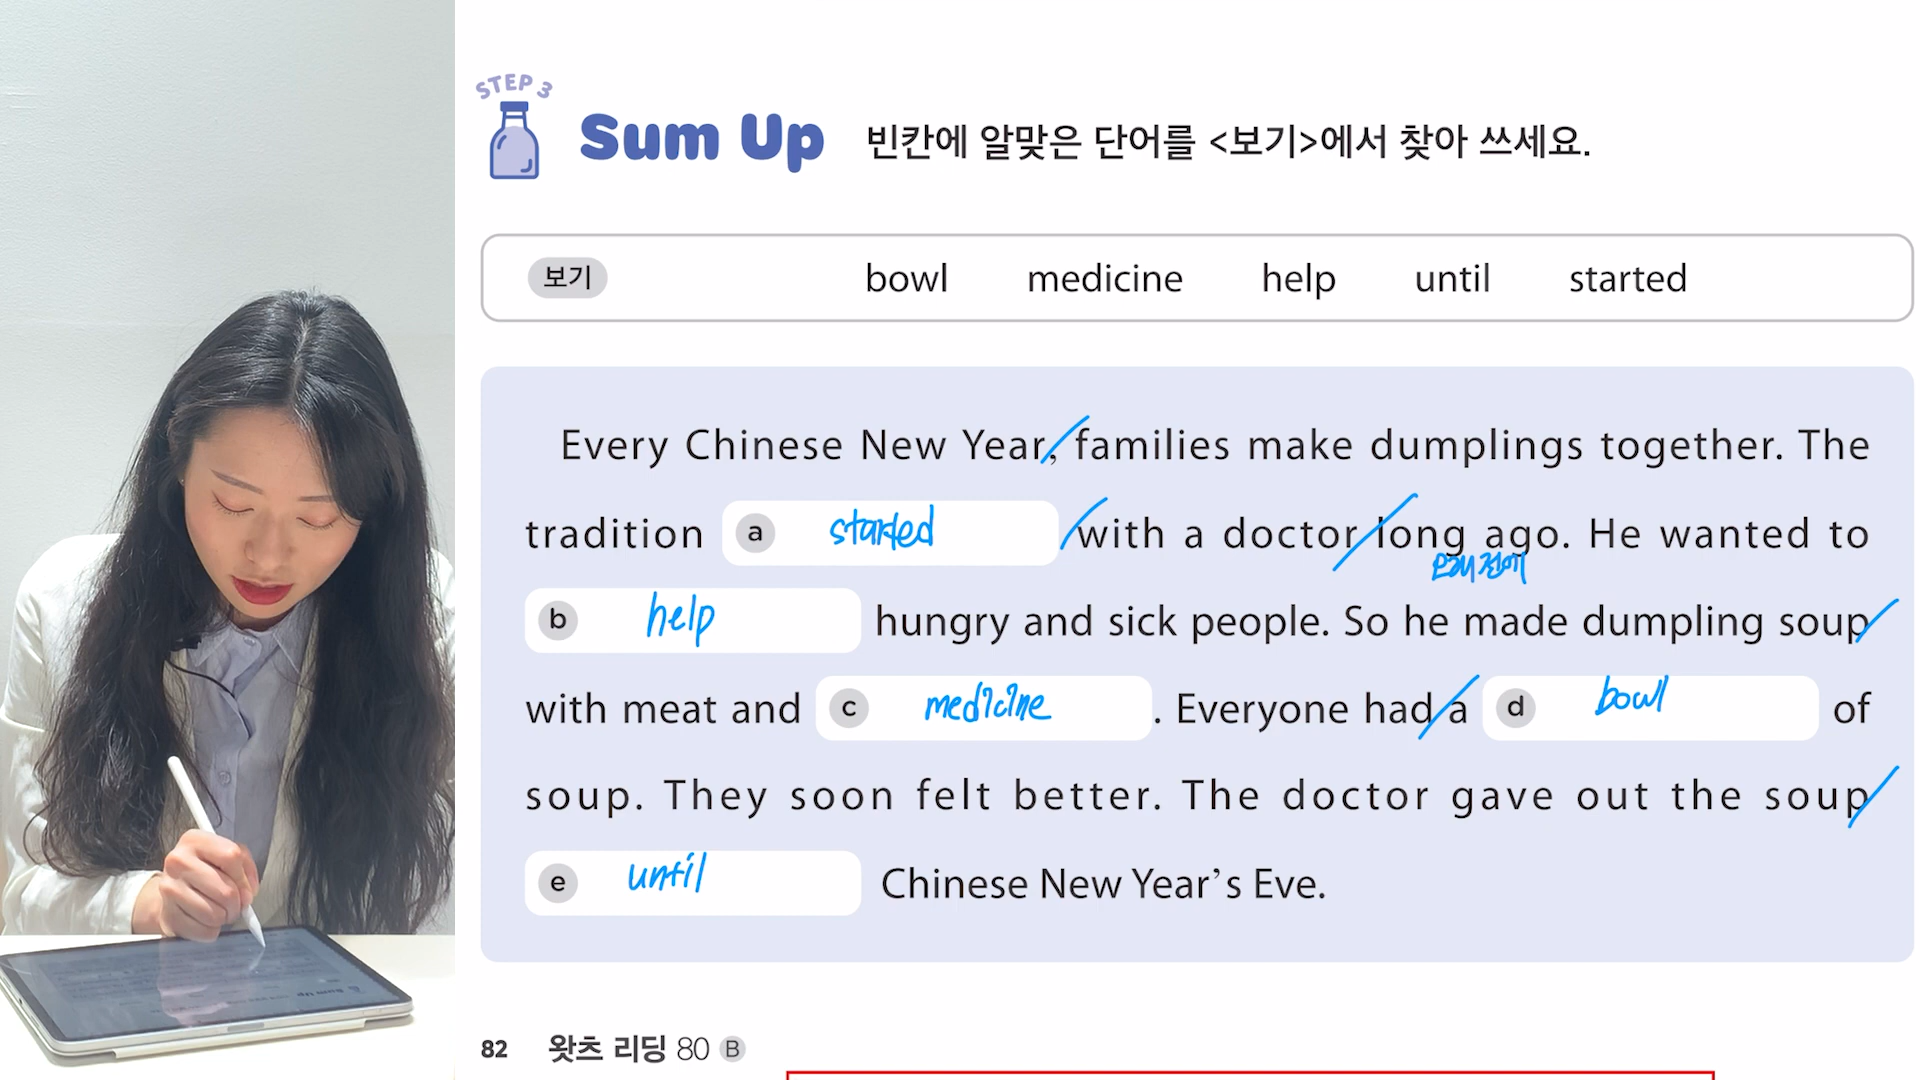 STEP 3
Sum Up 빈칸에 알맞은 단어를 <보기>에서 찾아 쓰세요.
보기 bowl medicine help until started
Every Chinese New Year, families make dumplings together. The
tradition a started with a doctor long ago. He wanted to
오래 전에
b help hungry and sick people. So he made dumpling soup
with meat and c medicine . Everyone had a d bowl of
soup. They soon felt better. The doctor gave out the soup
e until Chinese New Year's Eve.
82 왓츠 리딩 80 B